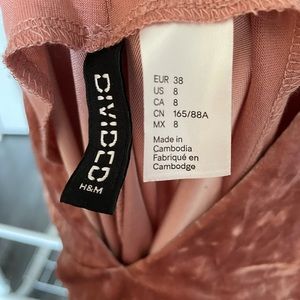 DIVIDED
H&M
EUR 38
US 8
CA 8
CN 165/88A
MX 8
Made in
Cambodia
Fabriqué en
Cambodge